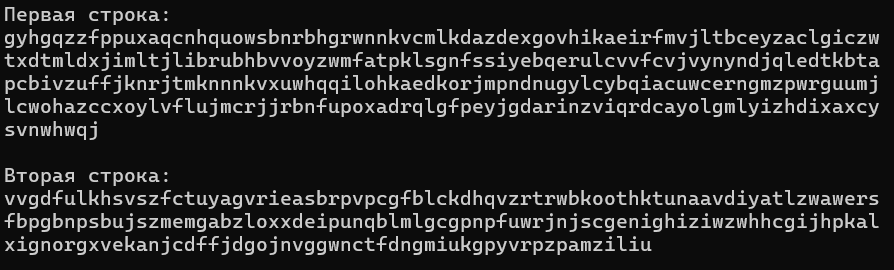 Первая строка:
gyhgqzzfppuxaqcnhquowsbnrbhgrwnnkvcmlkdazdexgovhikaeirfmvjltbceyzaclgiczw
txdtmldxjimltjlibrubhbvvoyzwmfatpklsgnfssiyebqerulcvvfcvjvynyndjqledtkbta
pcbivzuffjknrjtmknnnkvxuwhqqilohkaedkorjmpndnugylcybqiacuwcerngmzpwrguumj
lcwohazccxoylvflujmcrjjrbnfupoxadrqlgfpeyjgdarinzviqrdcayolgmlyizhdixaxcy
svnwhwqj
Вторая строка:
vvgdfulkhsvszfctuyagvrieasbrpvpcgfblckdhqvzrtrwbkoothktunaavdiyatlzwawers
fbpgbnpsbujszmemgabzloxxdeipunqblmlgcgpnpfuwrjnjscgenighiziwzwhhcgijhpkal
xignorgxvekanjcdffjdgojnvggwnctfdngmiukgpyvrpzpamziliu